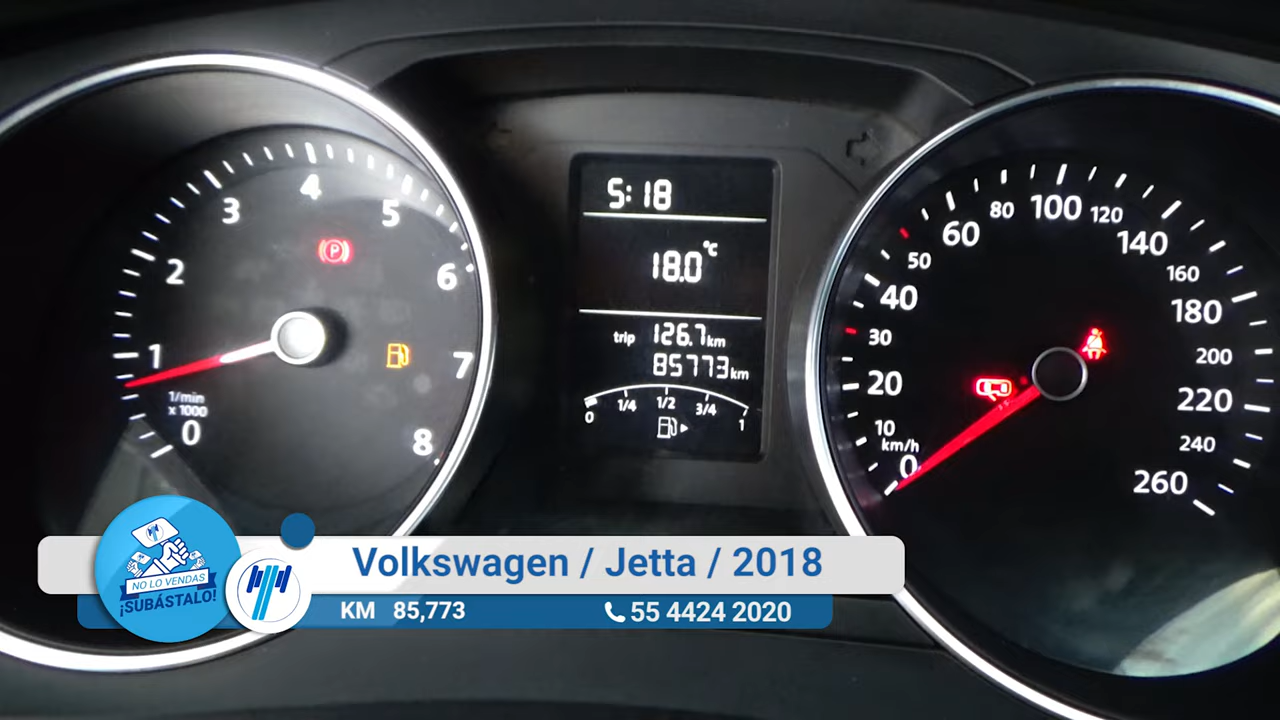 1 2 3 4 5 6 7 8
P
1/min
x 1000
0
5:18
18.0°C
trip 126.7km
85773km
0 1/4 1/2 3/4 1
0 10 20 30 40 50 60 80 100 120 140 160 180 200 220 240 260
km/h
NO LO VENDAS
¡SUBÁSTALO!
Volkswagen / Jetta / 2018
KM 85,773
55 4424 2020